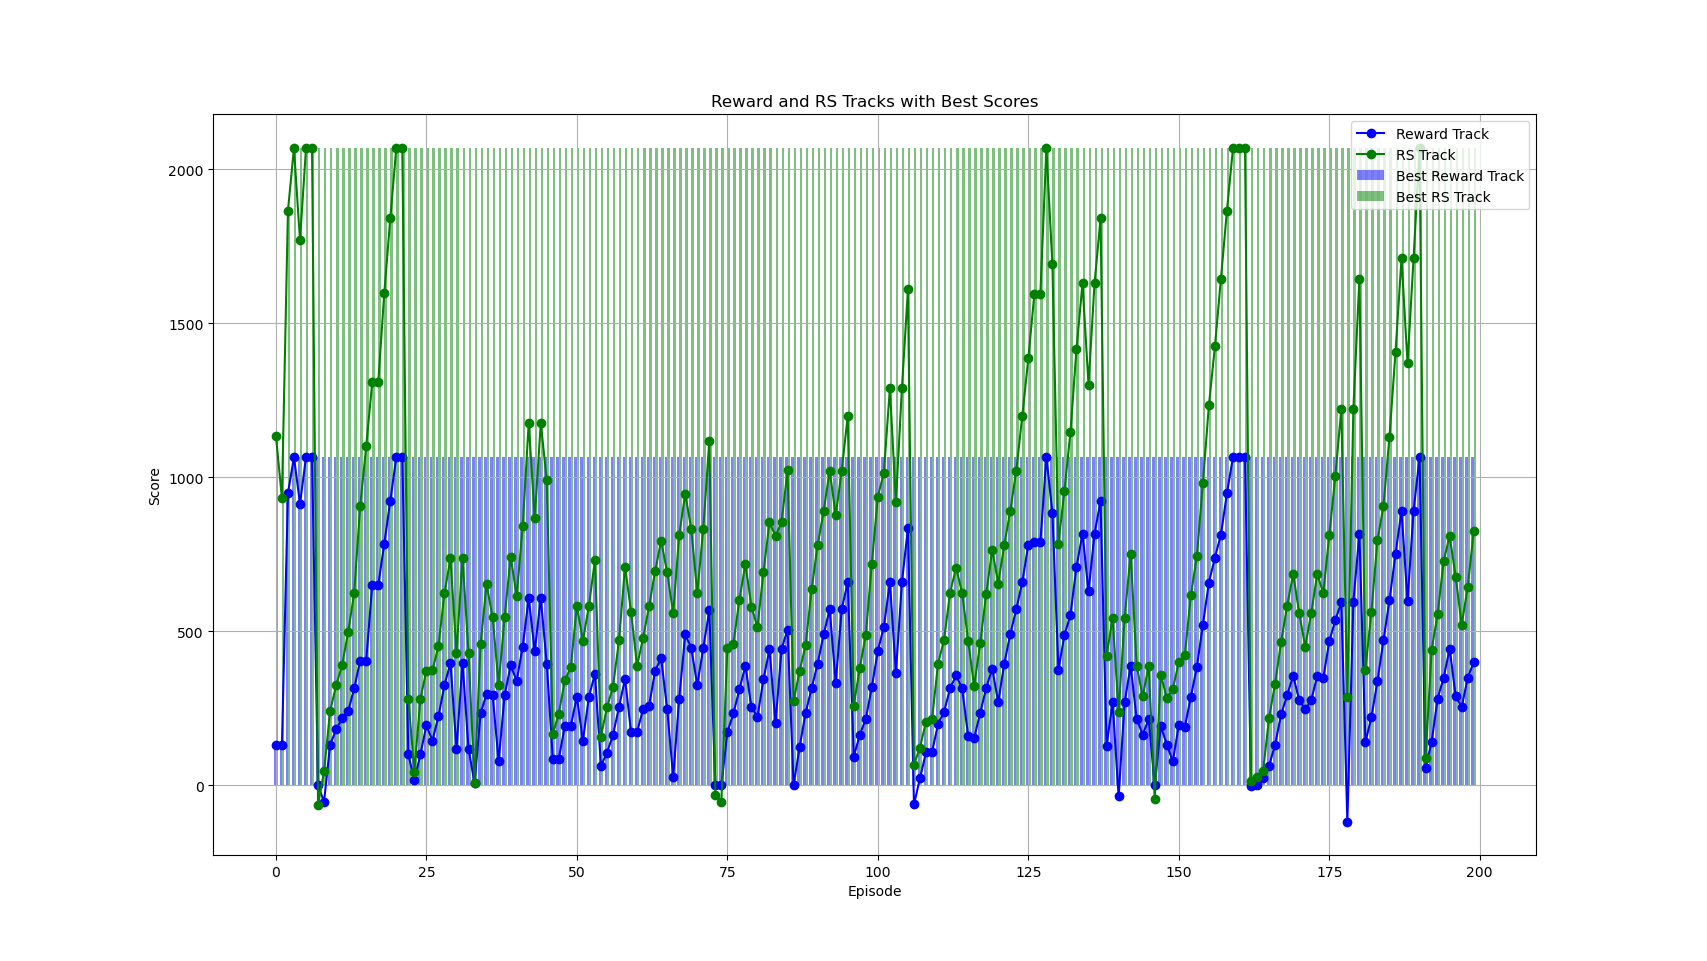 Reward and RS Tracks with Best Scores
Reward Track
RS Track
Best Reward Track
Best RS Track
2000
1500
1000
500
0
Score
0 25 50 75 100 125 150 175 200
Episode